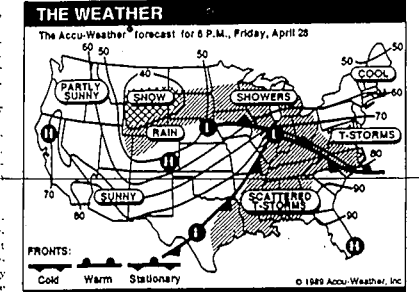 THE WEATHER
The Accu-Weather® forecast for 8 P.M., Friday, April 28
60 50 50 50
40 50
COOL
PARTLY
SUNNY
SNOW
SHOWERS
60
70
L
RAIN
H
L
T-STORMS
H
80
70
80
SUNNY
SCATTERED
T-STORMS
90
90
L
H
FRONTS:
Cold Warm Stationary
© 1989 Accu-Weather, Inc